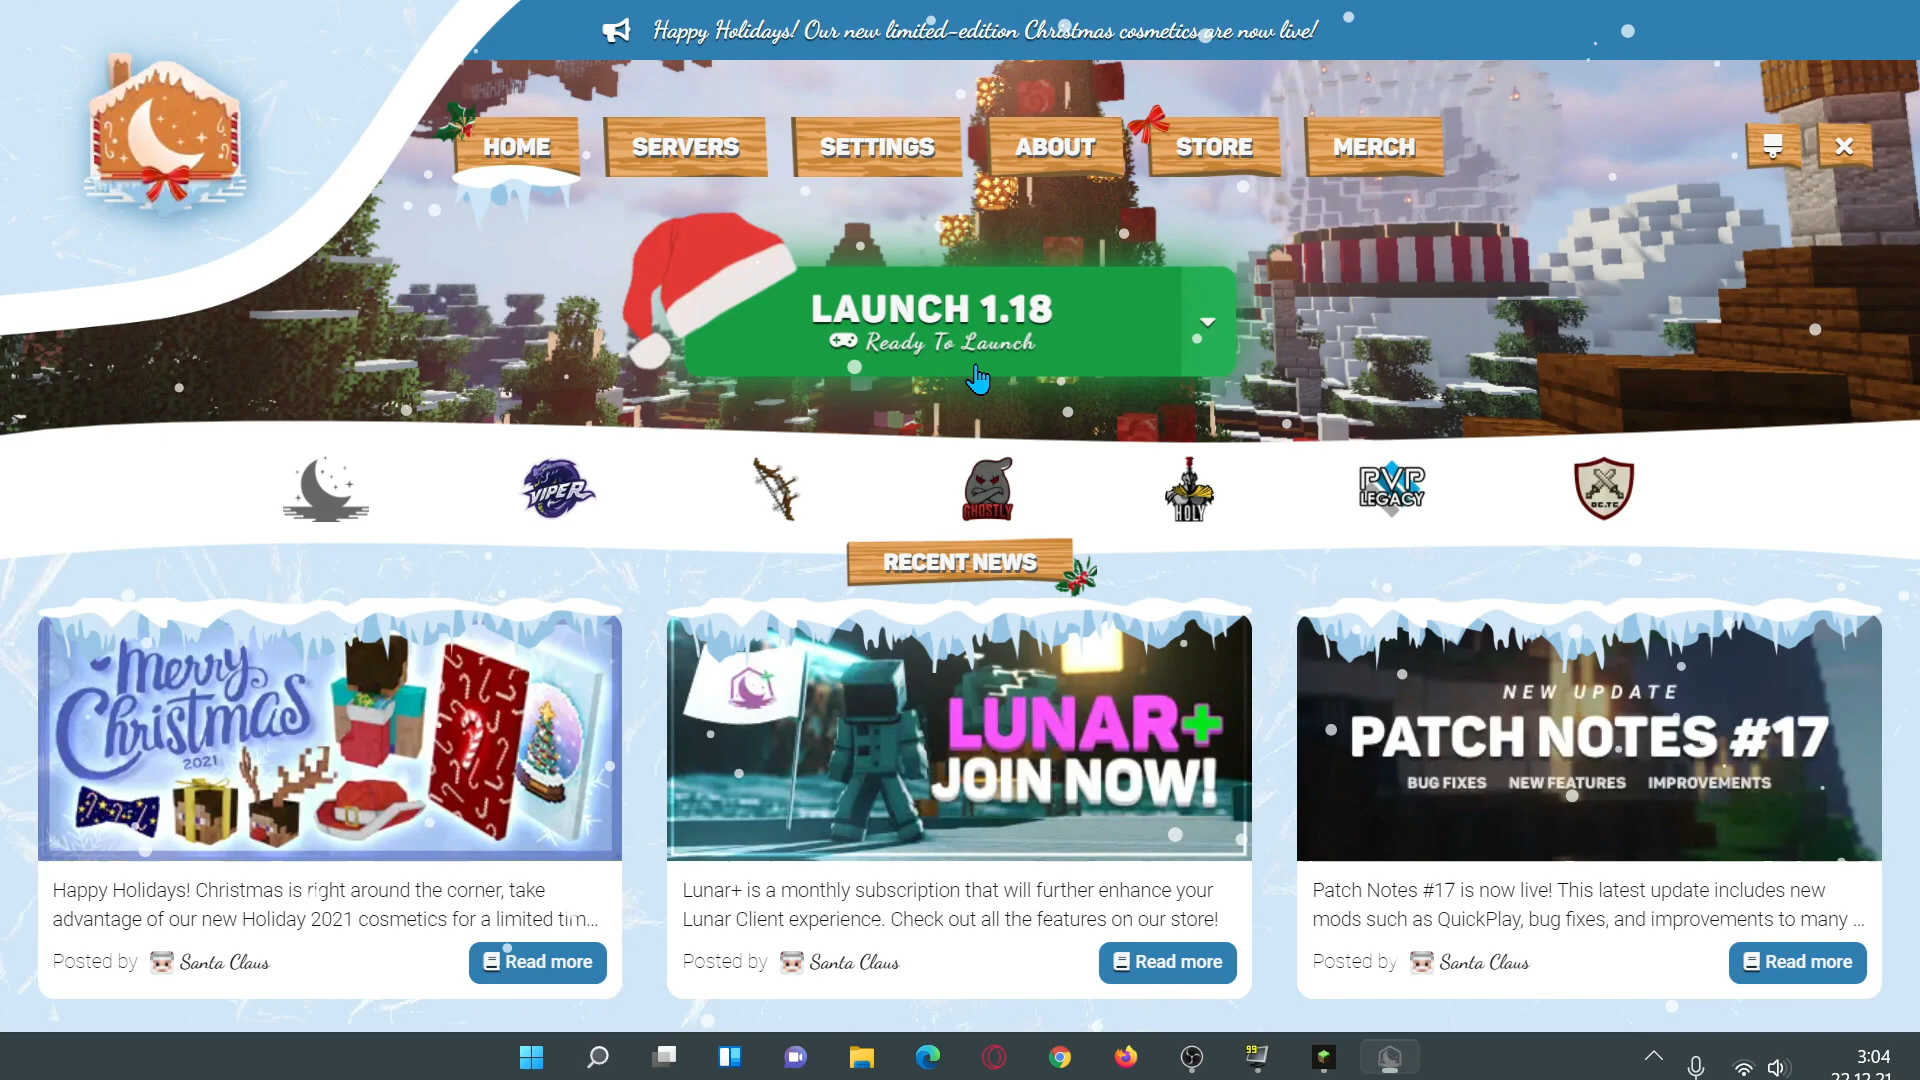 Happy Holidays! Our new limited-edition Christmas cosmetics are now live!
HOME
SERVERS
SETTINGS
ABOUT
STORE
MERCH
LAUNCH 1.18
Ready To Launch
VIPER
GHOSTLY
HOLY
PVP
LEGACY
RECENT NEWS
Merry
Christmas
2021
LUNAR+
JOIN NOW!
NEW UPDATE
PATCH NOTES #17
BUG FIXES NEW FEATURES IMPROVEMENTS
Happy Holidays! Christmas is right around the corner, take
advantage of our new Holiday 2021 cosmetics for a limited tim...
Posted by Santa Claus
Read more
Lunar+ is a monthly subscription that will further enhance your
Lunar Client experience. Check out all the features on our store!
Posted by Santa Claus
Read more
Patch Notes #17 is now live! This latest update includes new
mods such as QuickPlay, bug fixes, and improvements to many ...
Posted by Santa Claus
Read more
99
3:04
22.12.21